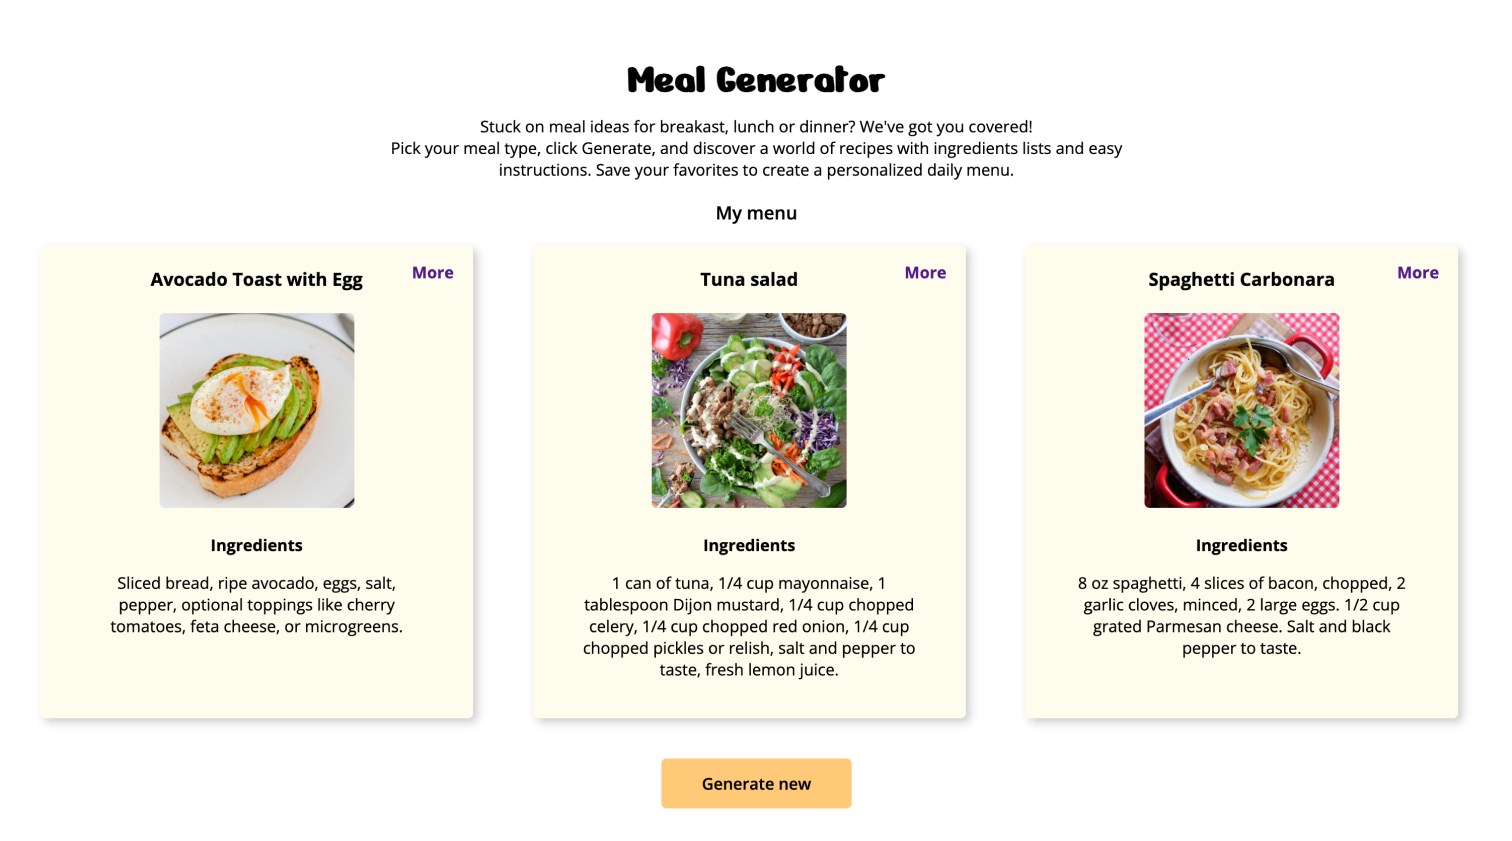 Meal Generator
Stuck on meal ideas for breakast, lunch or dinner? We've got you covered!
Pick your meal type, click Generate, and discover a world of recipes with ingredients lists and easy
instructions. Save your favorites to create a personalized daily menu.
My menu
Avocado Toast with Egg
More
Ingredients
Sliced bread, ripe avocado, eggs, salt,
pepper, optional toppings like cherry
tomatoes, feta cheese, or microgreens.
Tuna salad
More
Ingredients
1 can of tuna, 1/4 cup mayonnaise, 1
tablespoon Dijon mustard, 1/4 cup chopped
celery, 1/4 cup chopped red onion, 1/4 cup
chopped pickles or relish, salt and pepper to
taste, fresh lemon juice.
Spaghetti Carbonara
More
Ingredients
8 oz spaghetti, 4 slices of bacon, chopped, 2
garlic cloves, minced, 2 large eggs. 1/2 cup
grated Parmesan cheese. Salt and black
pepper to taste.
Generate new